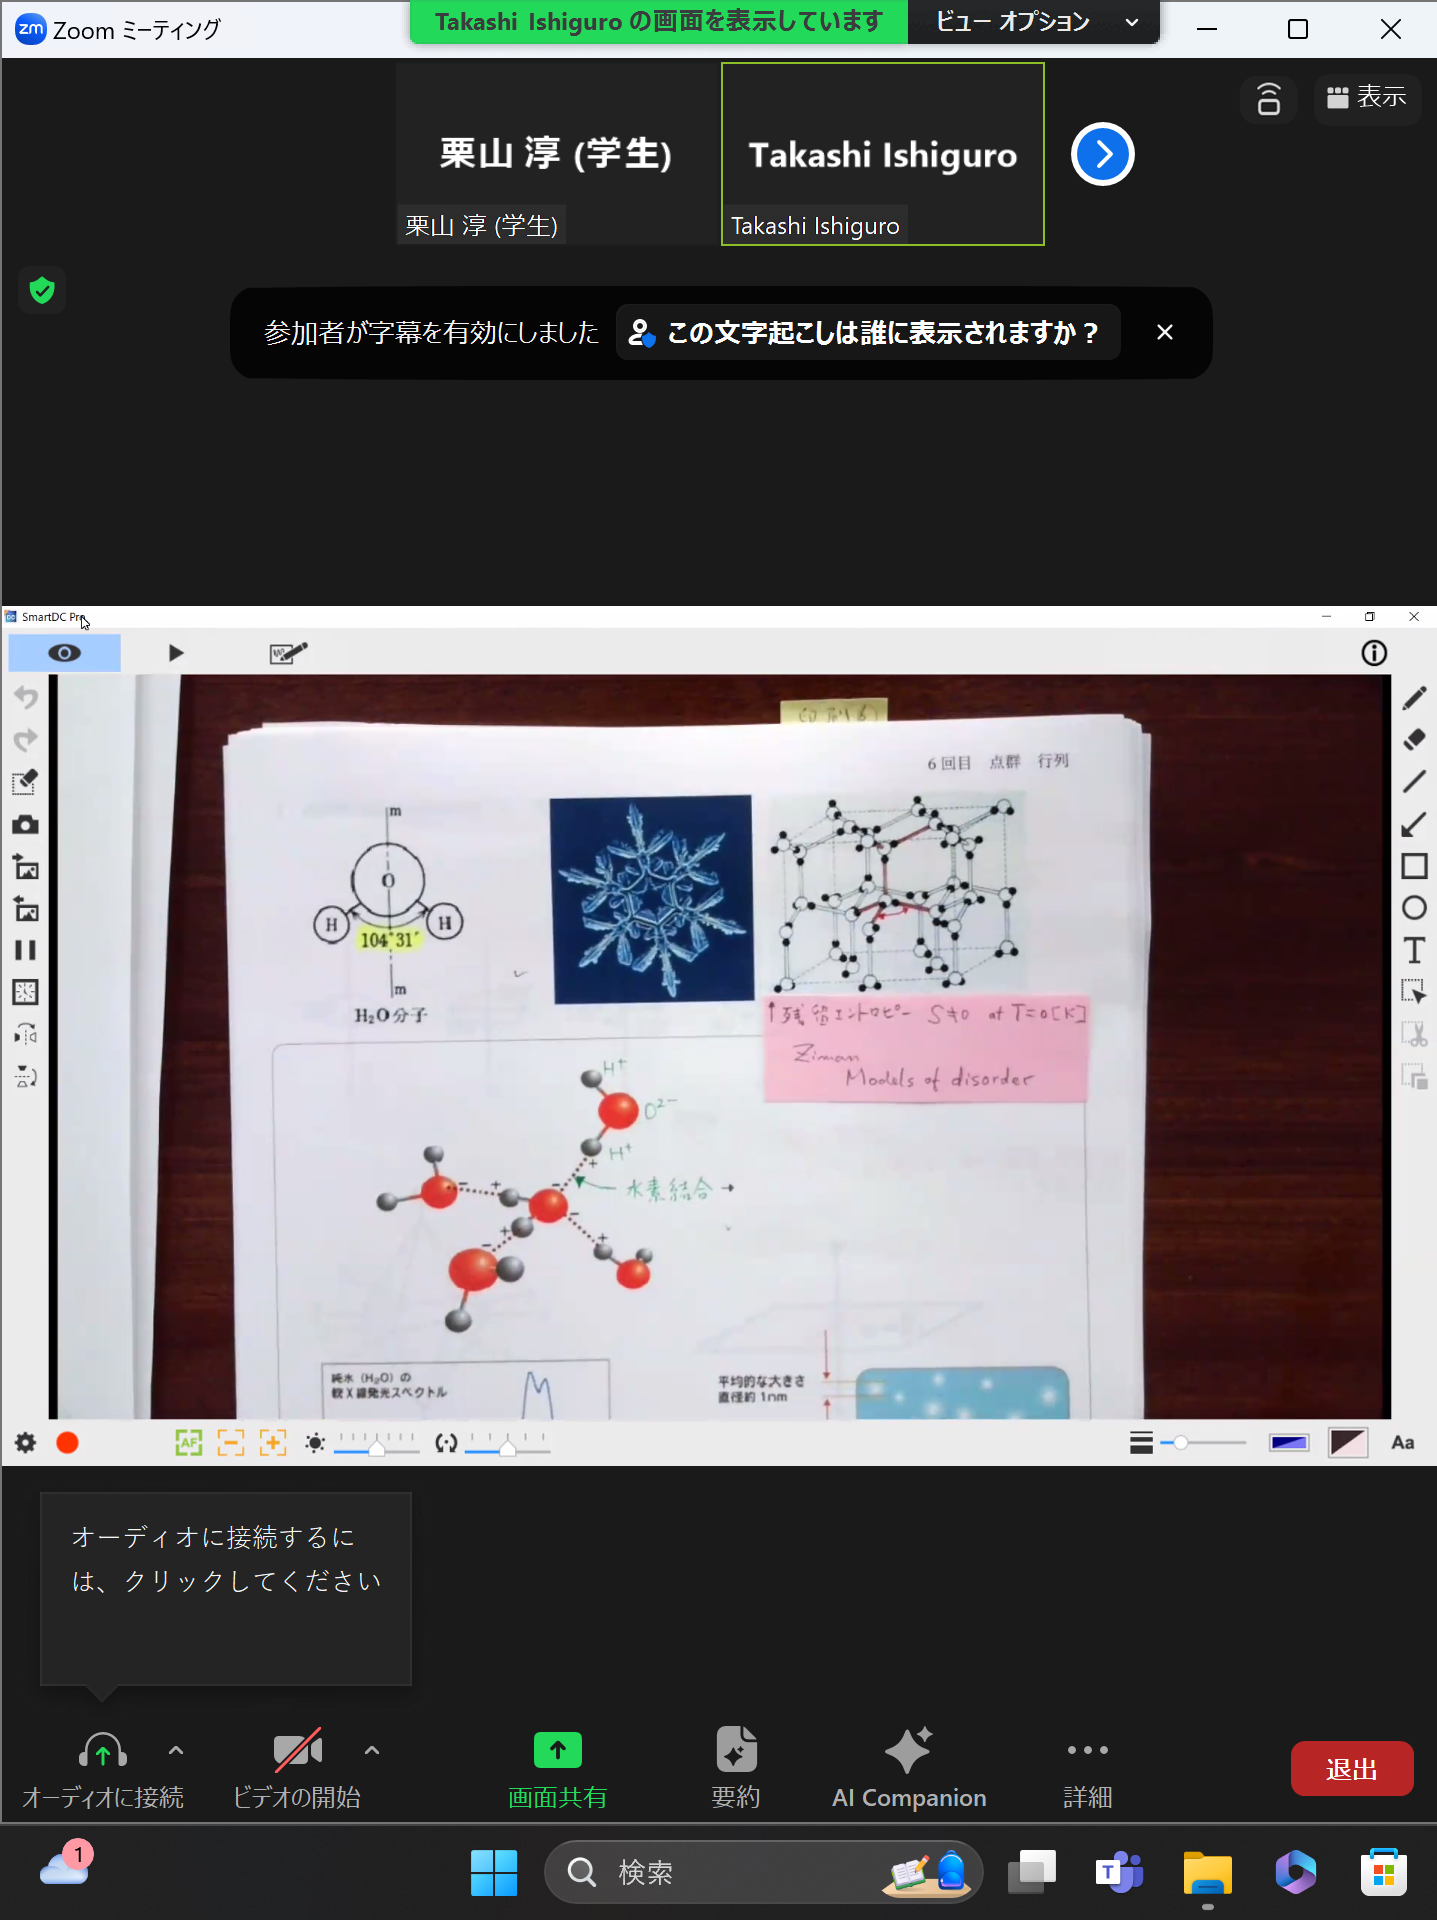 Zoom ミーティング
Takashi Ishiguro の画面を表示しています
ビュー オプション
栗山 淳 (学生)
栗山 淳 (学生)
Takashi Ishiguro
Takashi Ishiguro
表示
参加者が字幕を有効にしました
この文字起こしは誰に表示されますか？
SmartDC Pro
6回目 点群 行列
m
O
H
H
104°31′
m
H₂O分子
↑残留エントロピー S≠0 at T=0[K]
Ziman
Models of disorder
H⁺
O²⁻
H⁺
水素結合→
純水（H₂O）の
軟X線発光スペクトル
平均的な大きさ
直径約1nm
AF
T
Aa
オーディオに接続するに
は、クリックしてください
オーディオに接続
ビデオの開始
画面共有
要約
AI Companion
詳細
退出
1
検索